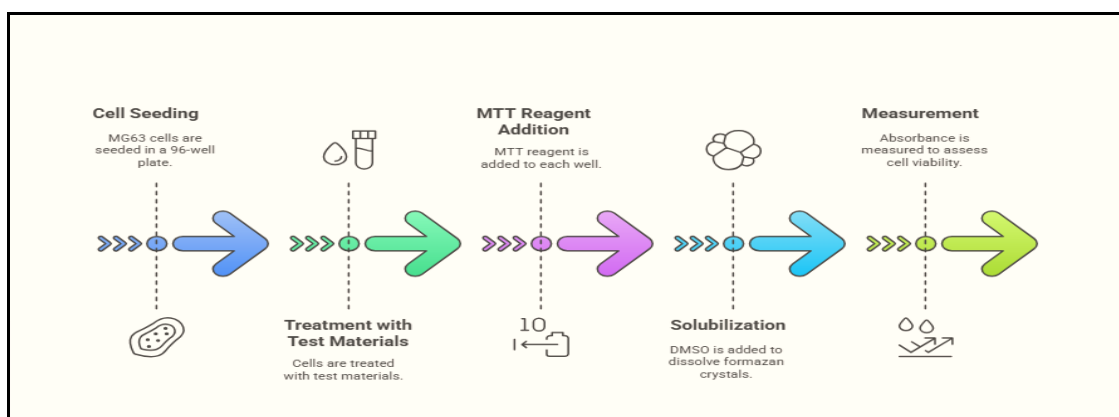 Cell Seeding
MG63 cells are
seeded in a 96-well
plate.
Treatment with
Test Materials
Cells are treated
with test materials.
MTT Reagent
Addition
MTT reagent is
added to each well.
10
Solubilization
DMSO is added to
dissolve formazan
crystals.
Measurement
Absorbance is
measured to assess
cell viability.